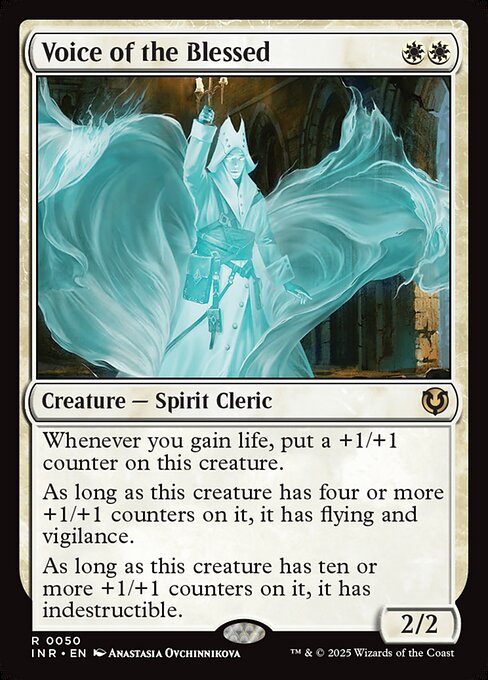 Voice of the Blessed
Creature — Spirit Cleric
Whenever you gain life, put a +1/+1
counter on this creature.
As long as this creature has four or more
+1/+1 counters on it, it has flying and
vigilance.
As long as this creature has ten or
more +1/+1 counters on it, it has
indestructible.
2/2
R 0050
INR • EN Anastasia Ovchinnikova
™ & © 2025 Wizards of the Coast